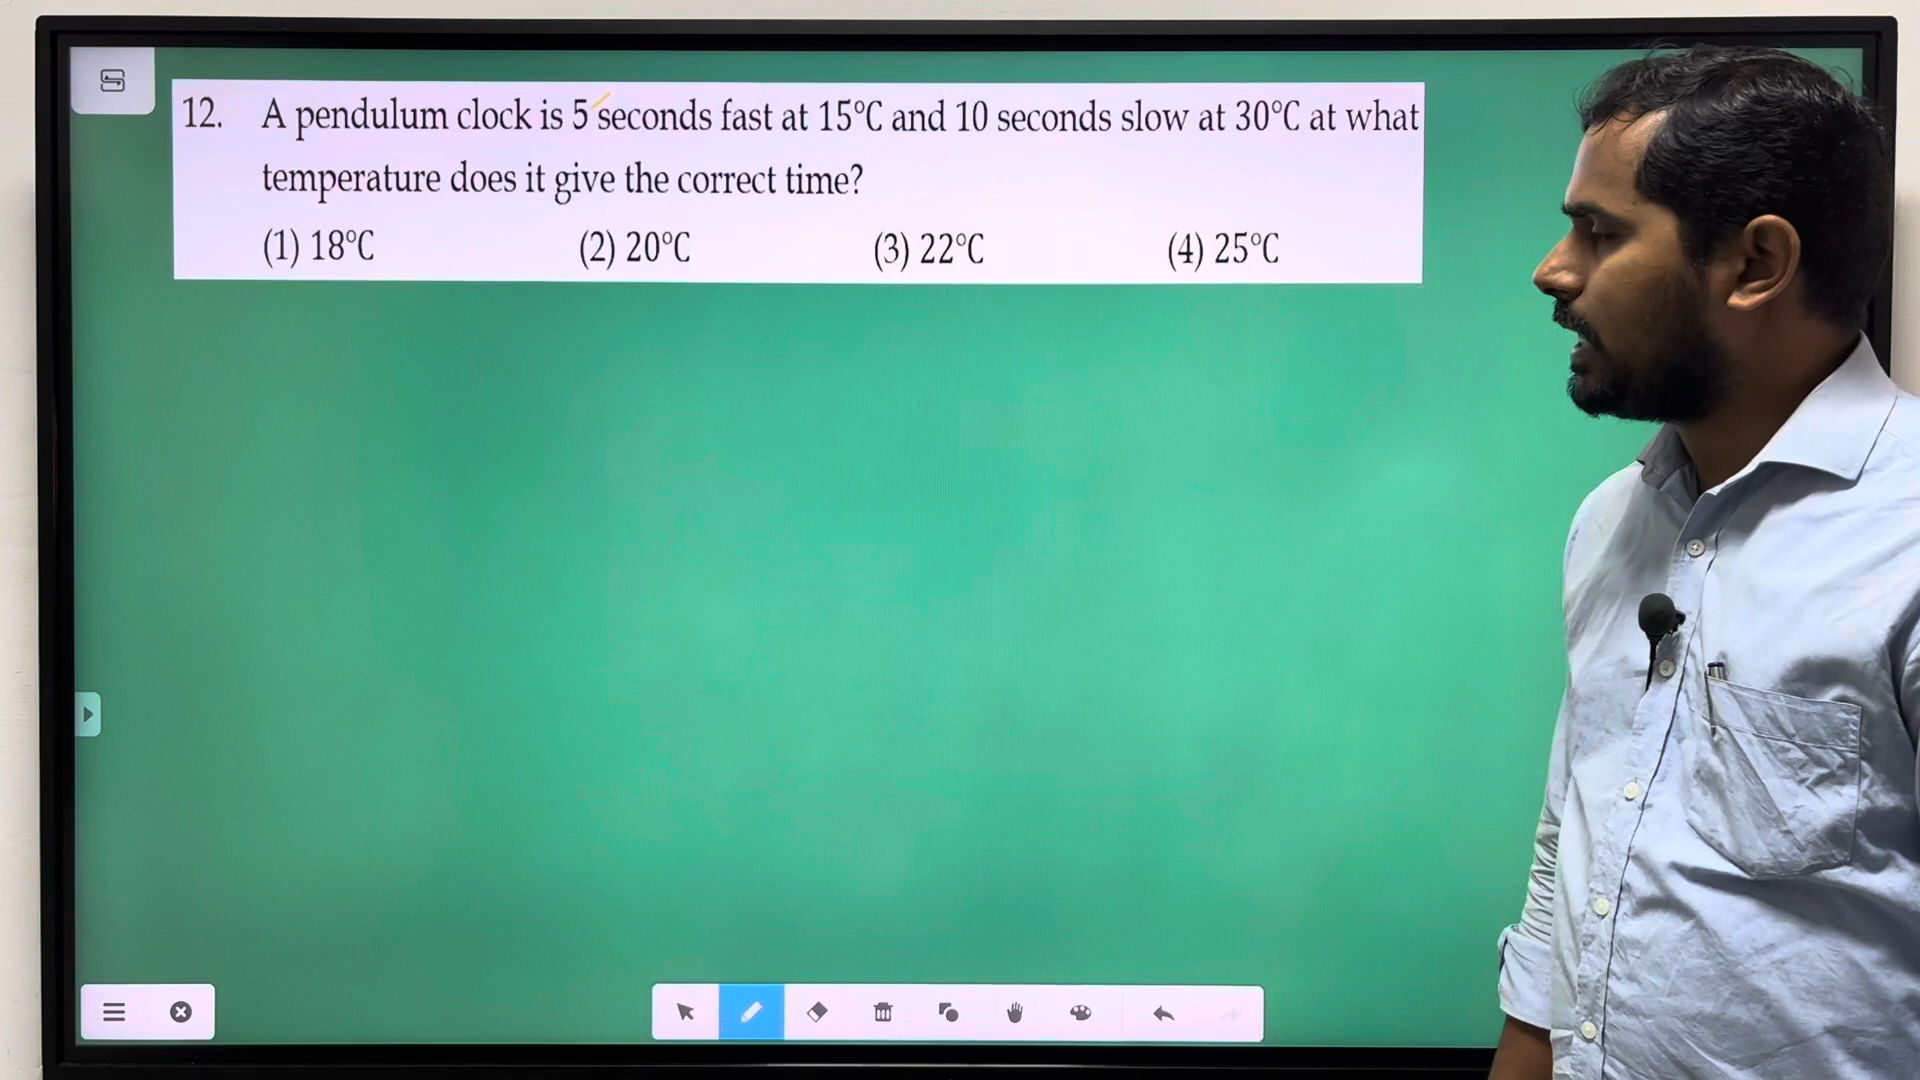 12. A pendulum clock is 5 seconds fast at 15°C and 10 seconds slow at 30°C at what
temperature does it give the correct time?
(1) 18°C (2) 20°C (3) 22°C (4) 25°C